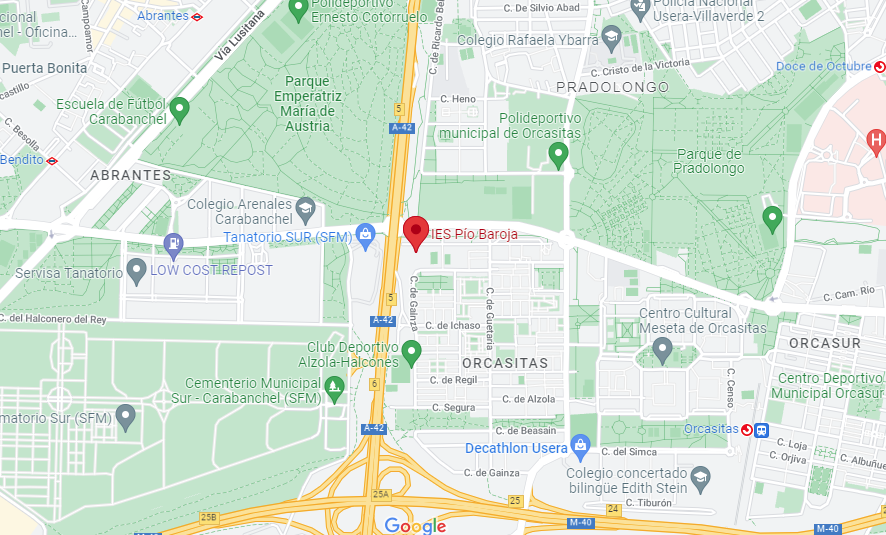 Polideportivo
Ernesto Cotorruelo
Abrantes
C. De Silvio Abad
Policía Nacional
Usera-Villaverde 2
Campoamor
nel - Oficina...
Vía Lusitana
C. de Ricardo Bel
Colegio Rafaela Ybarra
Puerta Bonita
C. Cristo de la Victoria
Doce de Octubre
Parque
Emperatriz
María de
Austria
PRADOLONGO
C. Heno
Escuela de Fútbol
Carabanchel
5
A-42
Polideportivo
municipal de Orcasitas
C. Besolla
H
Bendito
Parque de
Pradolongo
ABRANTES
Colegio Arenales
Carabanchel
Tanatorio SUR (SFM)
IES Pío Baroja
Servisa Tanatorio
LOW COST REPOST
C. de Gainza
C. de Guetaria
5
C. Cam. Río
C. del Halconero del Rey
A-42
C. de Ichaso
Centro Cultural
Meseta de Orcasitas
Club Deportivo
Alzola-Halcones
ORCASITAS
ORCASUR
Cementerio Municipal
Sur - Carabanchel (SFM)
6
C. de Regil
C. Censo
Centro Deportivo
Municipal Orcasur
C. de Alzola
matorio Sur (SFM)
C. Segura
A-42
C. de Beasain
Orcasitas
Decathlon Usera
C. del Simca
C. Loja
C. Orjiva
C. Albuñue
C. de Gainza
Colegio concertado
bilingüe Edith Stein
25A
25
C. Tiburón
24
25B
Google
M-40
M-40